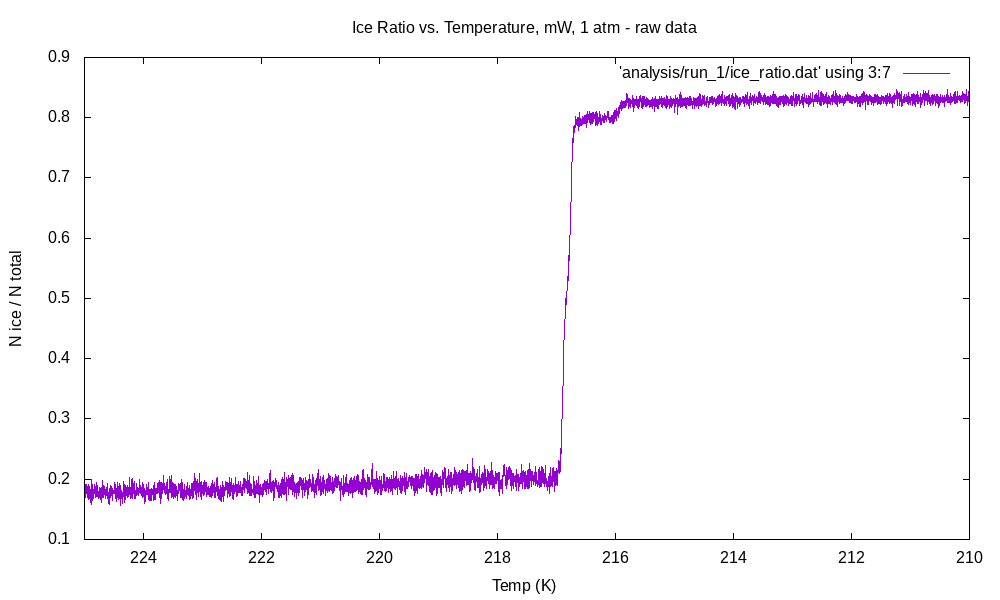 Ice Ratio vs. Temperature, mW, 1 atm - raw data
'analysis/run_1/ice_ratio.dat' using 3:7
0.9
0.8
0.7
0.6
0.5
0.4
0.3
0.2
0.1
N ice / N total
224 222 220 218 216 214 212 210
Temp (K)